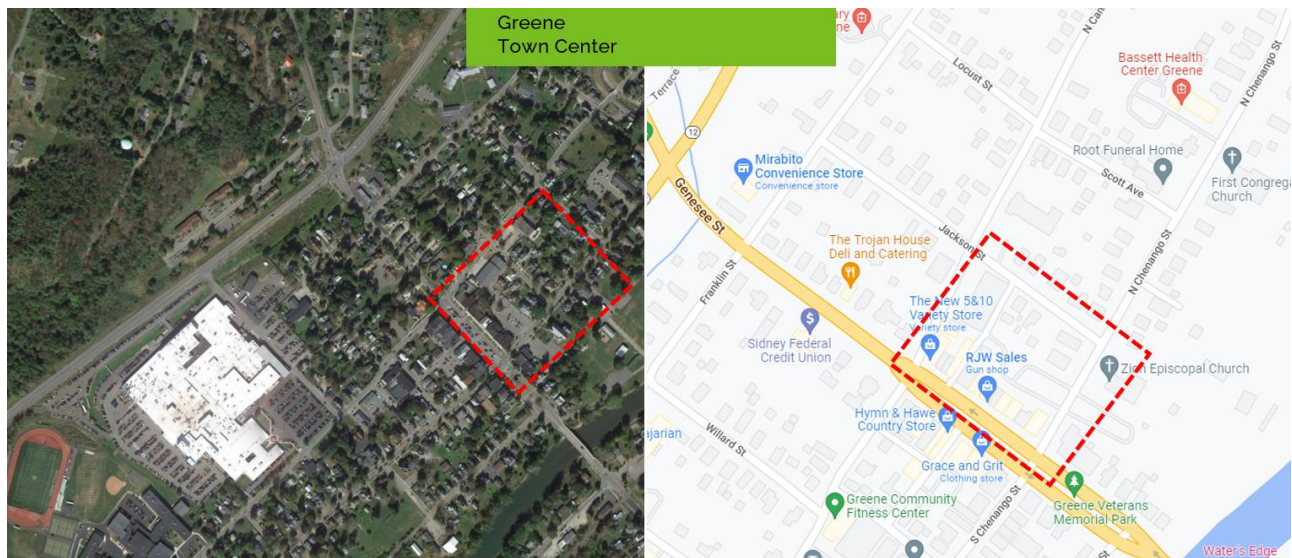 Greene
Town Center
N Can
N Chenango St
Bassett Health
Center Greene
Locust St
Terrace
12
Mirabito
Convenience Store
Convenience store
Root Funeral Home
Scott Ave
First Congrega
Church
Genesee St
Jackson St
The Trojan House
Deli and Catering
Franklin St
N Chenango St
The New 5&10
Variety Store
Variety store
Sidney Federal
Credit Union
RJW Sales
Gun shop
Zion Episcopal Church
Hymn & Hawe
Country Store
ajarian
Willard St
Grace and Grit
Clothing store
Greene Community
Fitness Center
S Chenango St
Greene Veterans
Memorial Park
Water's Edge